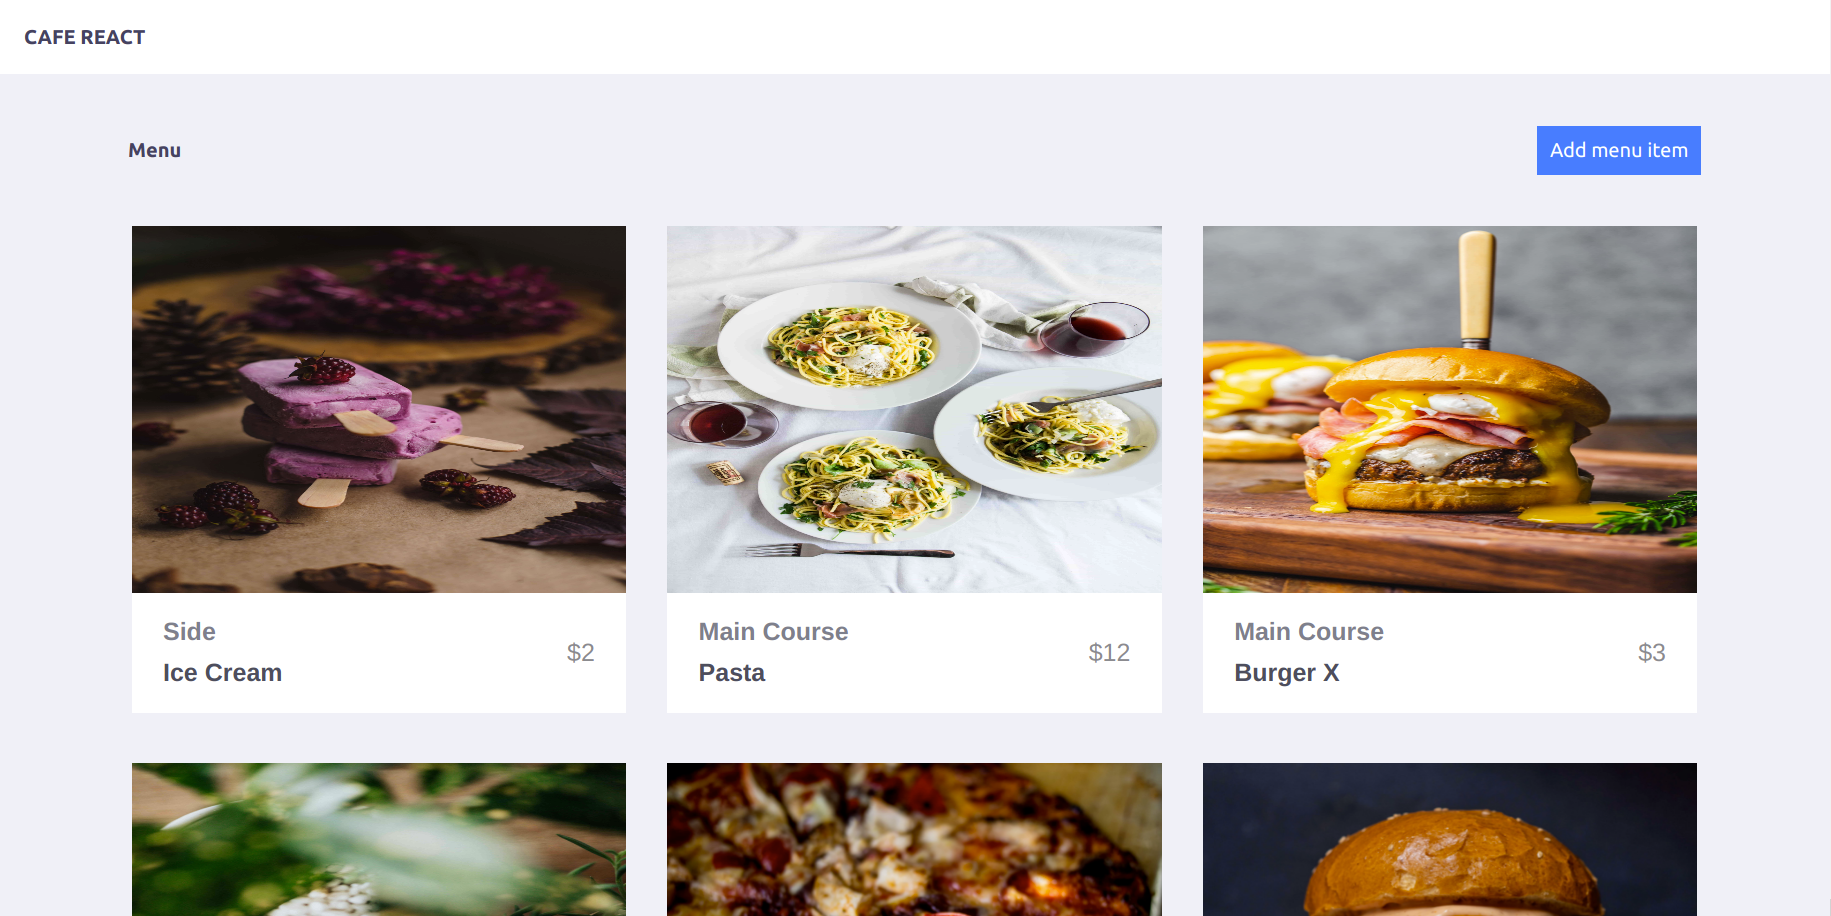 CAFE REACT
Menu
Add menu item
Side
Ice Cream
$2
Main Course
Pasta
$12
Main Course
Burger X
$3